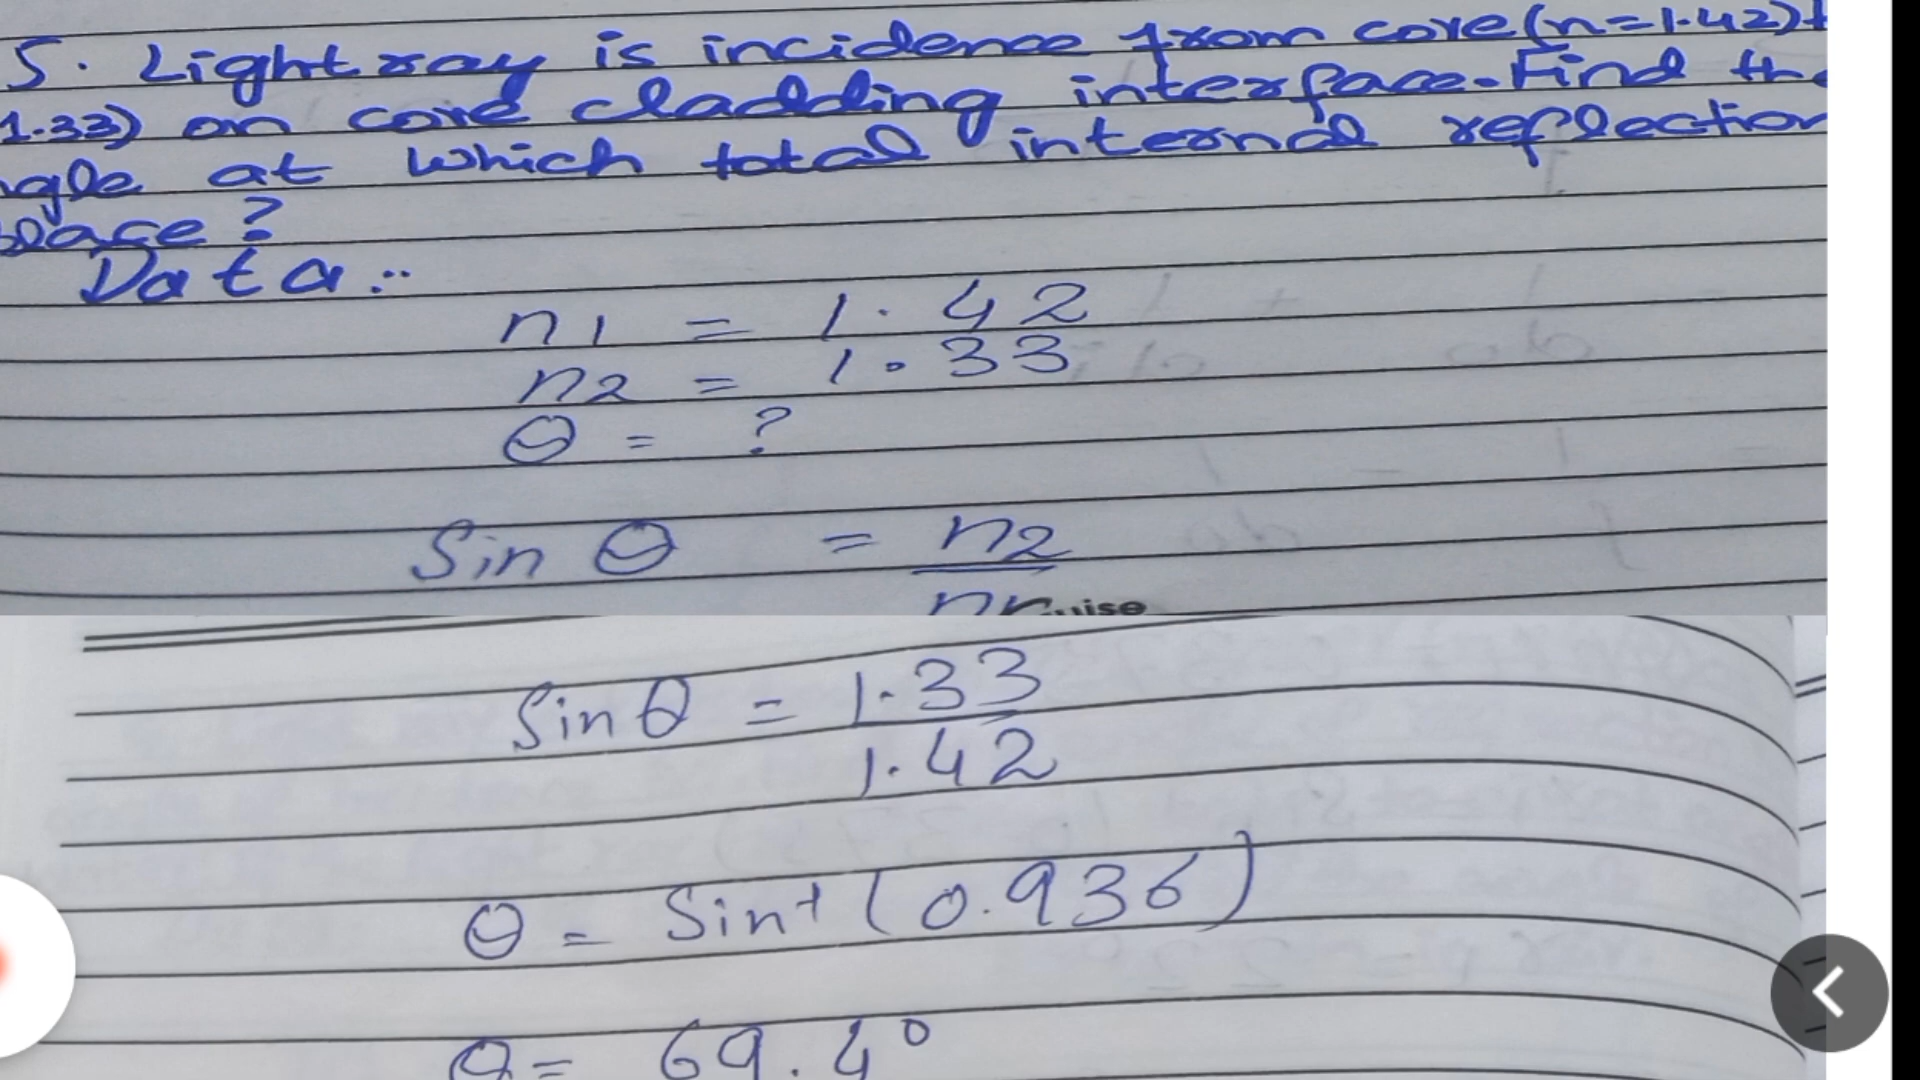 5. Light ray is incidence from core (n=1.42) t
1.33) on core cladding interface. Find the
ngle at which total internal reflection
place?
Data:-
n1 = 1.42
n2 = 1.33
θ = ?
Sin θ = n2
Sin θ = 1.33
1.42
θ = Sin⁻¹ (0.936)
θ = 69.4°